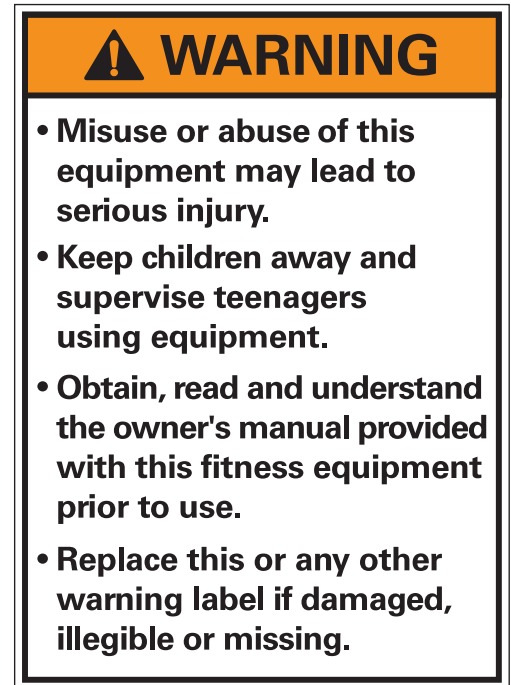 WARNING
• Misuse or abuse of this
equipment may lead to
serious injury.
• Keep children away and
supervise teenagers
using equipment.
• Obtain, read and understand
the owner's manual provided
with this fitness equipment
prior to use.
• Replace this or any other
warning label if damaged,
illegible or missing.